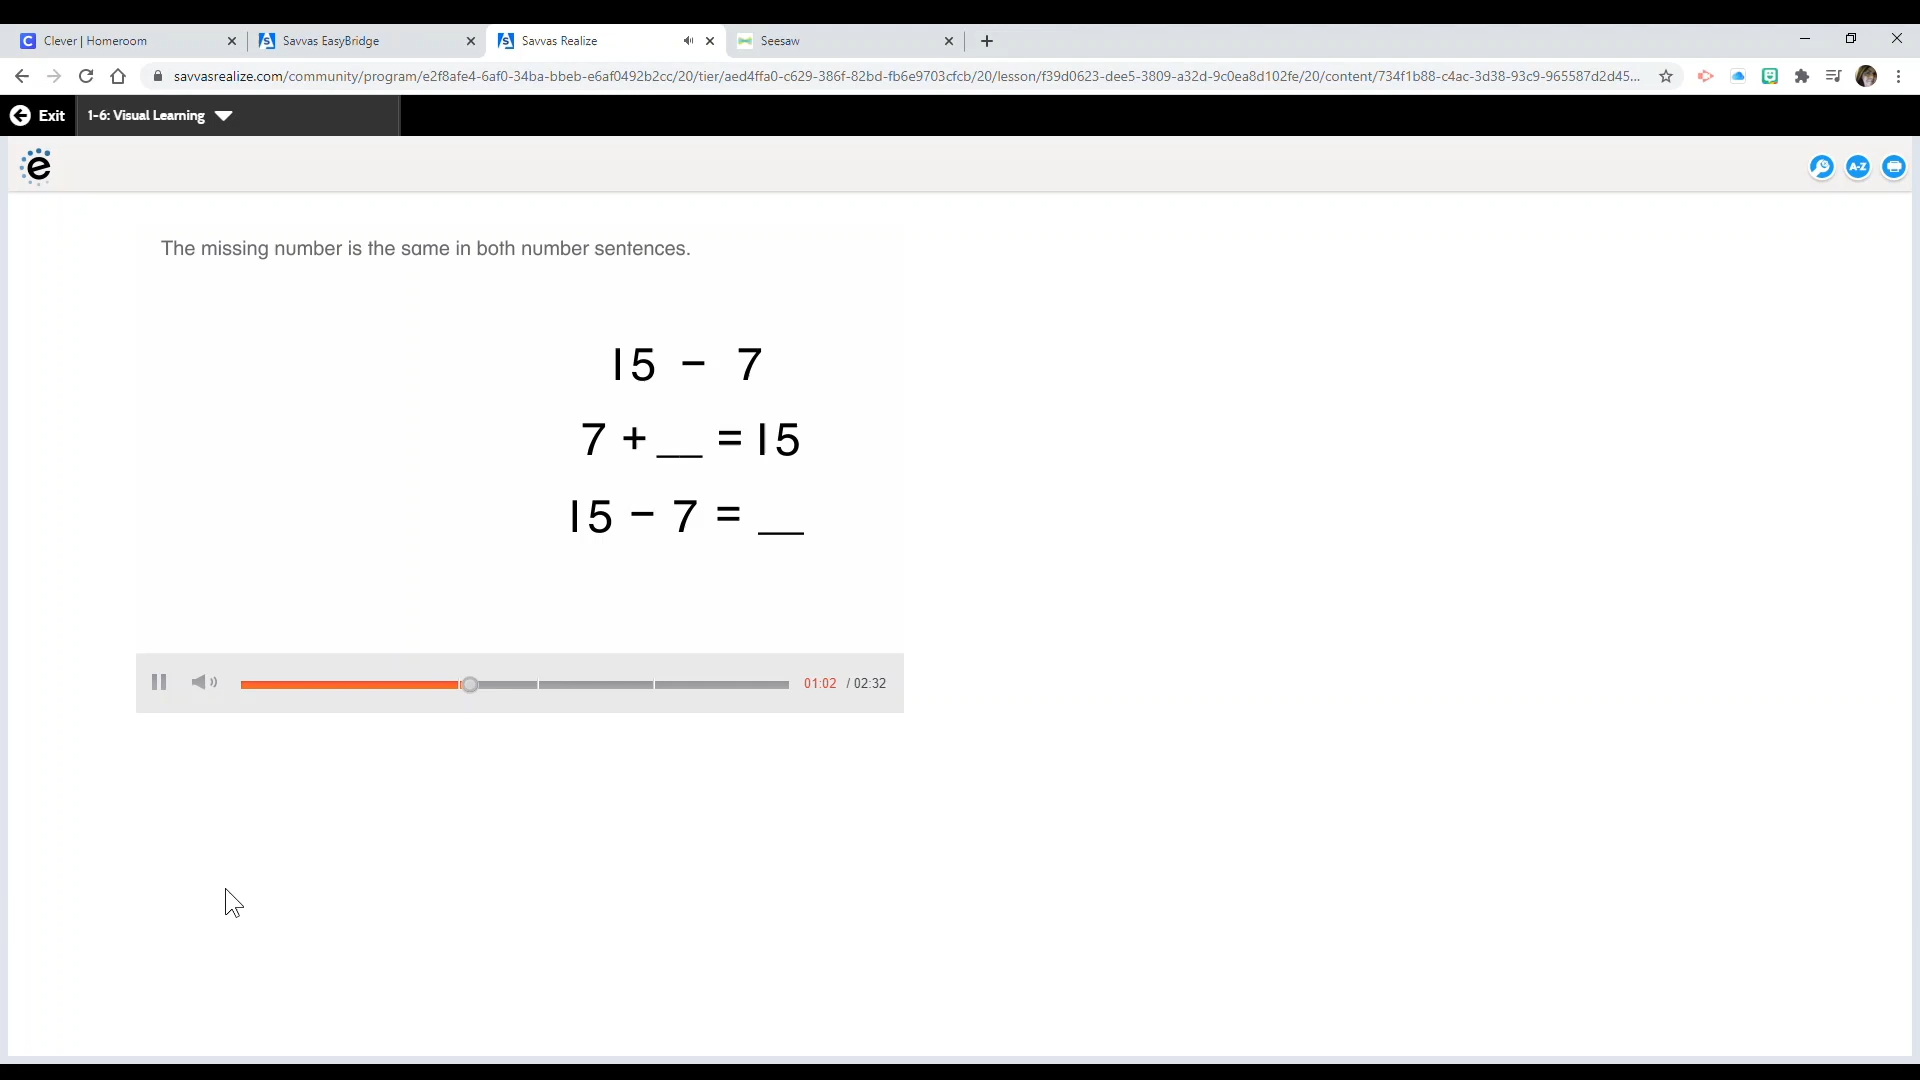 Clever | Homeroom
Savvas EasyBridge
Savvas Realize
Seesaw
savvasrealize.com/community/program/e2f8afe4-6af0-34ba-bbeb-e6af0492b2cc/20/tier/aed4ffa0-c629-386f-82bd-fb6e9703cfcb/20/lesson/f39d0623-dee5-3809-a32d-9c0ea8d102fe/20/content/734f1b88-c4ac-3d38-93c9-965587d2d45...
Exit
1-6: Visual Learning
e
A-Z
The missing number is the same in both number sentences.
15 − 7
7 + __ = 15
15 − 7 = __
01:02 / 02:32